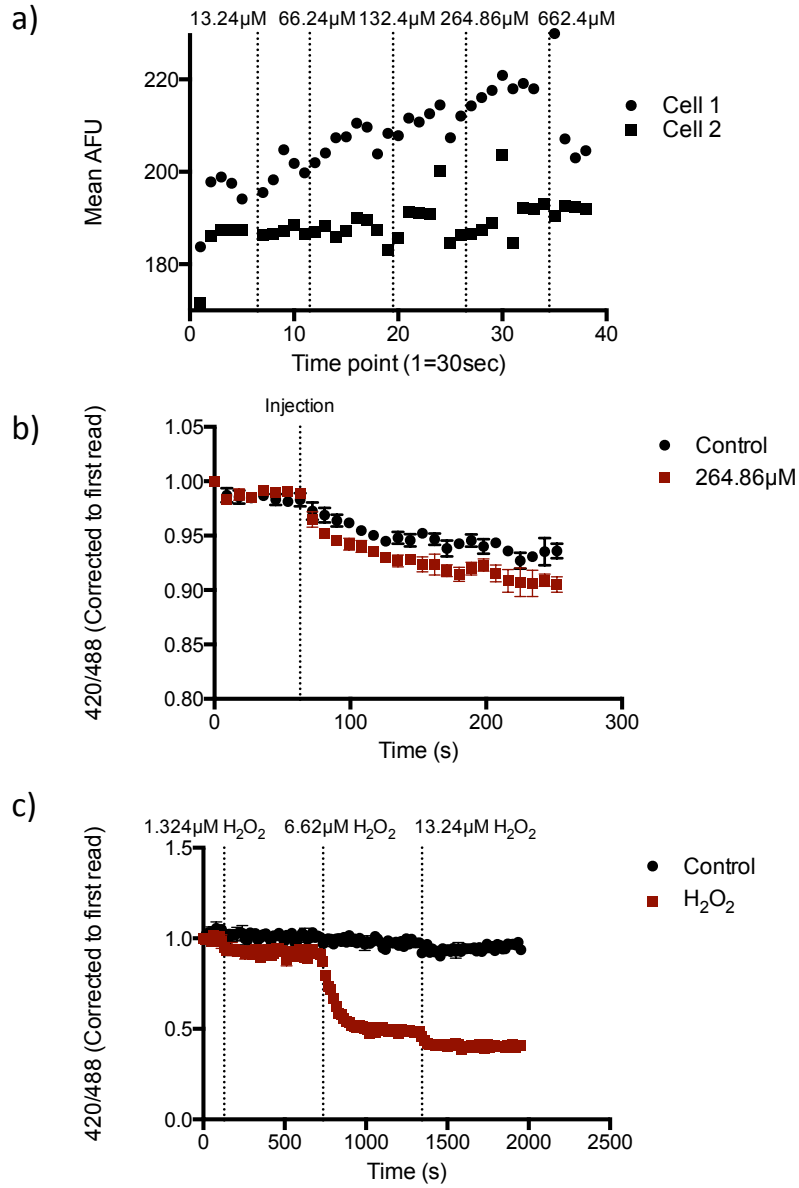 a)
13.24µM 66.24µM 132.4µM 264.86µM 662.4µM
220
200
180
Mean AFU
0 10 20 30 40
Time point (1=30sec)
Cell 1
Cell 2
b)
Injection
1.05
1.00
0.95
0.90
0.85
0.80
420/488 (Corrected to first read)
0 100 200 300
Time (s)
Control
264.86µM
c)
1.324µM H₂O₂ 6.62µM H₂O₂ 13.24µM H₂O₂
1.5
1.0
0.5
0.0
420/488 (Corrected to first read)
0 500 1000 1500 2000 2500
Time (s)
Control
H₂O₂